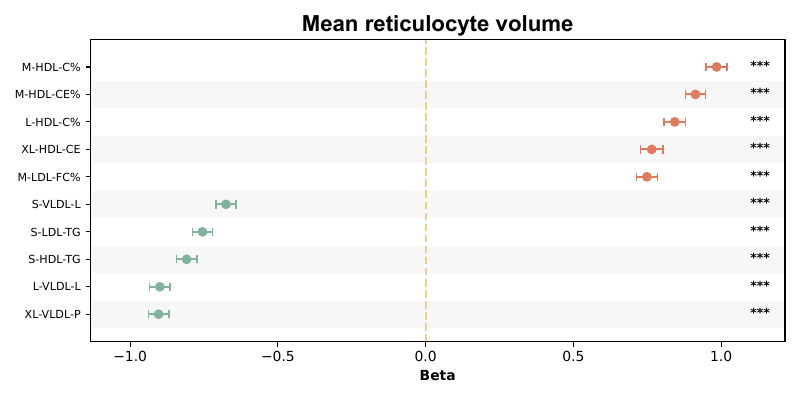 Mean reticulocyte volume
M-HDL-C% ***
M-HDL-CE% ***
L-HDL-C% ***
XL-HDL-CE ***
M-LDL-FC% ***
S-VLDL-L ***
S-LDL-TG ***
S-HDL-TG ***
L-VLDL-L ***
XL-VLDL-P ***
−1.0 −0.5 0.0 0.5 1.0
Beta